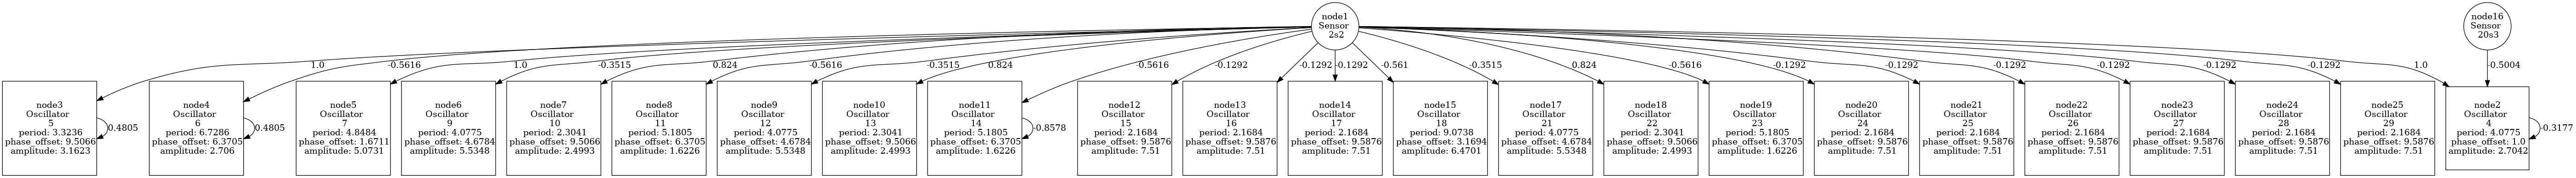 node1
Sensor
2s2
node16
Sensor
20s3
1.0
-0.5616
1.0
-0.3515
0.824
-0.5616
-0.3515
0.824
-0.5616
-0.1292
-0.1292
-0.1292
-0.561
-0.3515
0.824
-0.5616
-0.1292
-0.1292
-0.1292
-0.1292
-0.1292
-0.1292
1.0
-0.5004
node3
Oscillator
5
period: 3.3236
phase_offset: 9.5066
amplitude: 3.1623
0.4805
node4
Oscillator
6
period: 6.7286
phase_offset: 6.3705
amplitude: 2.706
0.4805
node5
Oscillator
7
period: 4.8484
phase_offset: 1.6711
amplitude: 5.0731
node6
Oscillator
9
period: 4.0775
phase_offset: 4.6784
amplitude: 5.5348
node7
Oscillator
10
period: 2.3041
phase_offset: 9.5066
amplitude: 2.4993
node8
Oscillator
11
period: 5.1805
phase_offset: 6.3705
amplitude: 1.6226
node9
Oscillator
12
period: 4.0775
phase_offset: 4.6784
amplitude: 5.5348
node10
Oscillator
13
period: 2.3041
phase_offset: 9.5066
amplitude: 2.4993
node11
Oscillator
14
period: 5.1805
phase_offset: 6.3705
amplitude: 1.6226
-0.8578
node12
Oscillator
15
period: 2.1684
phase_offset: 9.5876
amplitude: 7.51
node13
Oscillator
16
period: 2.1684
phase_offset: 9.5876
amplitude: 7.51
node14
Oscillator
17
period: 2.1684
phase_offset: 9.5876
amplitude: 7.51
node15
Oscillator
18
period: 9.0738
phase_offset: 3.1694
amplitude: 6.4701
node17
Oscillator
21
period: 4.0775
phase_offset: 4.6784
amplitude: 5.5348
node18
Oscillator
22
period: 2.3041
phase_offset: 9.5066
amplitude: 2.4993
node19
Oscillator
23
period: 5.1805
phase_offset: 6.3705
amplitude: 1.6226
node20
Oscillator
24
period: 2.1684
phase_offset: 9.5876
amplitude: 7.51
node21
Oscillator
25
period: 2.1684
phase_offset: 9.5876
amplitude: 7.51
node22
Oscillator
26
period: 2.1684
phase_offset: 9.5876
amplitude: 7.51
node23
Oscillator
27
period: 2.1684
phase_offset: 9.5876
amplitude: 7.51
node24
Oscillator
28
period: 2.1684
phase_offset: 9.5876
amplitude: 7.51
node25
Oscillator
29
period: 2.1684
phase_offset: 9.5876
amplitude: 7.51
node2
Oscillator
4
period: 4.0775
phase_offset: 1.0
amplitude: 2.7042
-0.3177